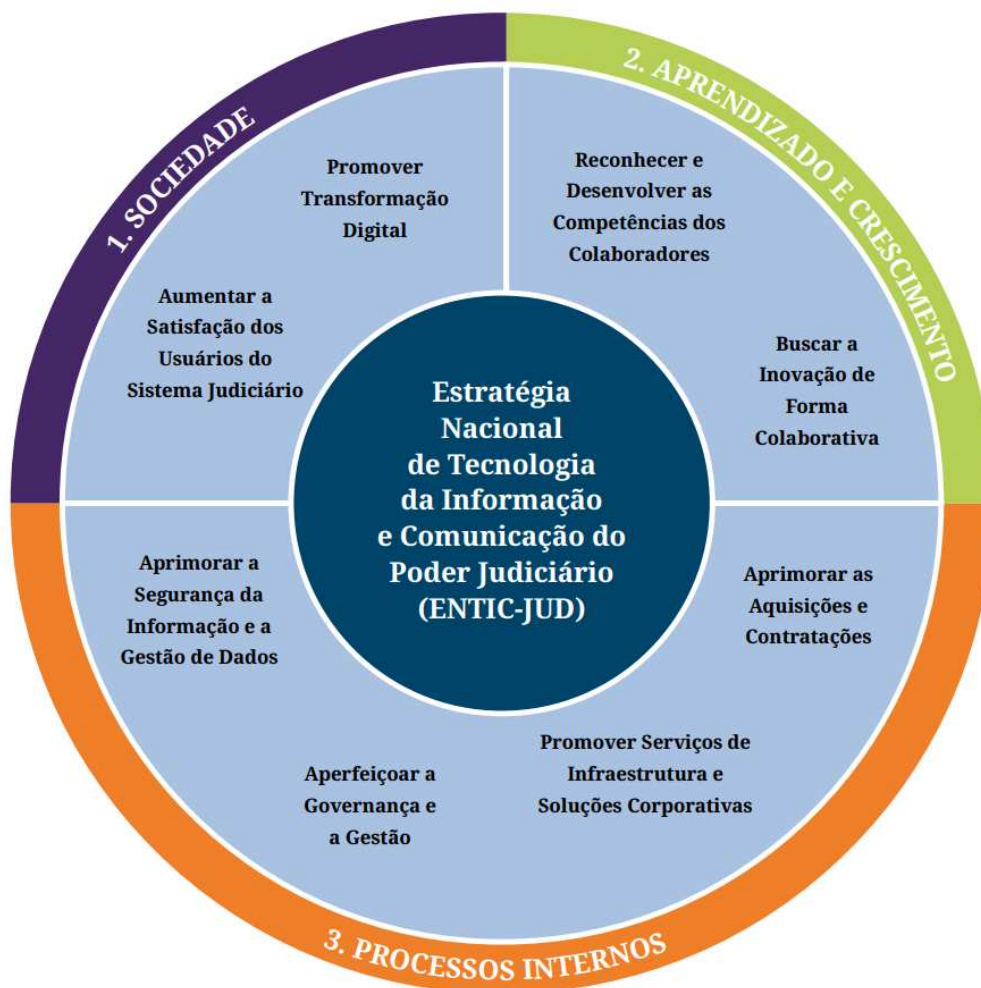 1. SOCIEDADE
Promover
Transformação
Digital
Aumentar a
Satisfação dos
Usuários do
Sistema Judiciário
2. APRENDIZADO E CRESCIMENTO
Reconhecer e
Desenvolver as
Competências dos
Colaboradores
Buscar a
Inovação de
Forma
Colaborativa
Estratégia
Nacional
de Tecnologia
da Informação
e Comunicação do
Poder Judiciário
(ENTIC-JUD)
Aprimorar a
Segurança da
Informação e a
Gestão de Dados
Aprimorar as
Aquisições e
Contratações
Aperfeiçoar a
Governança e
a Gestão
Promover Serviços de
Infraestrutura e
Soluções Corporativas
3. PROCESSOS INTERNOS